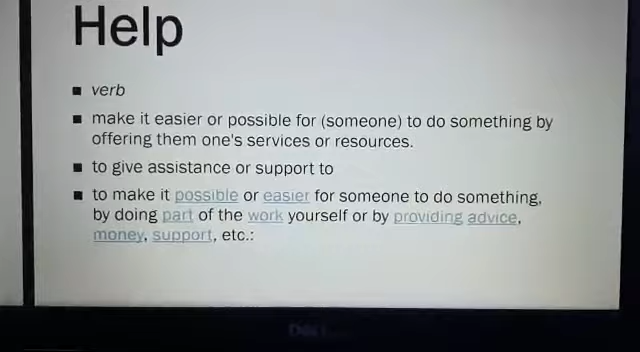 Help
verb
make it easier or possible for (someone) to do something by
offering them one's services or resources.
to give assistance or support to
to make it possible or easier for someone to do something,
by doing part of the work yourself or by providing advice,
money, support, etc.: